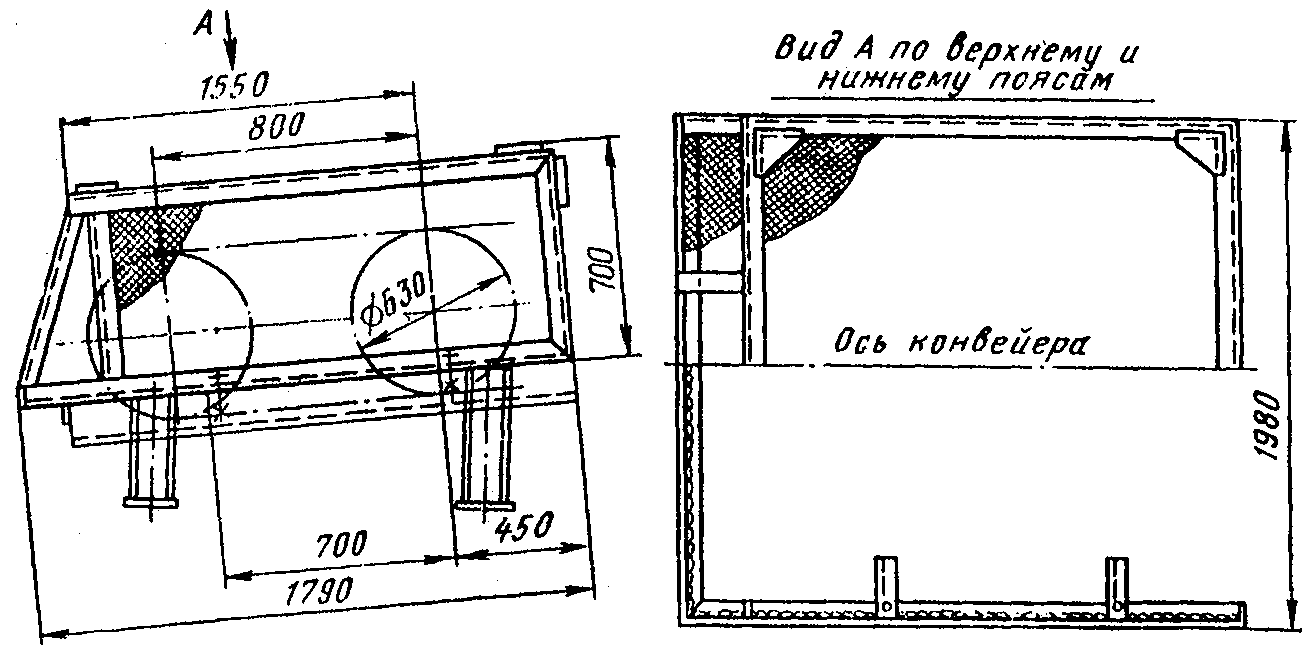 А
1550
800
700
ф630
700
450
1790
Вид А по верхнему и
нижнему поясам
Ось конвейера
1980